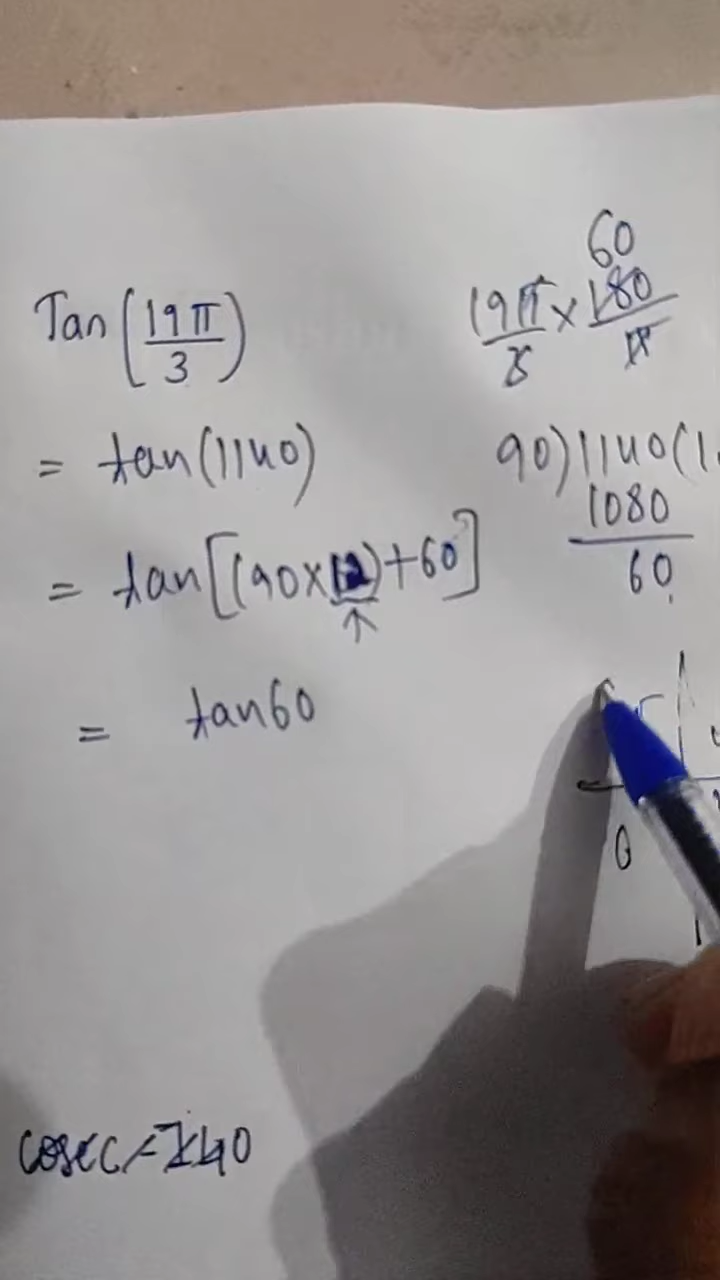 Tan(19π/3)
= tan(1140)
= tan[(90×12)+60]
↑
= tan60
60
19π/3 × 180/π
90)1140(1
1080
60
θ
cosec